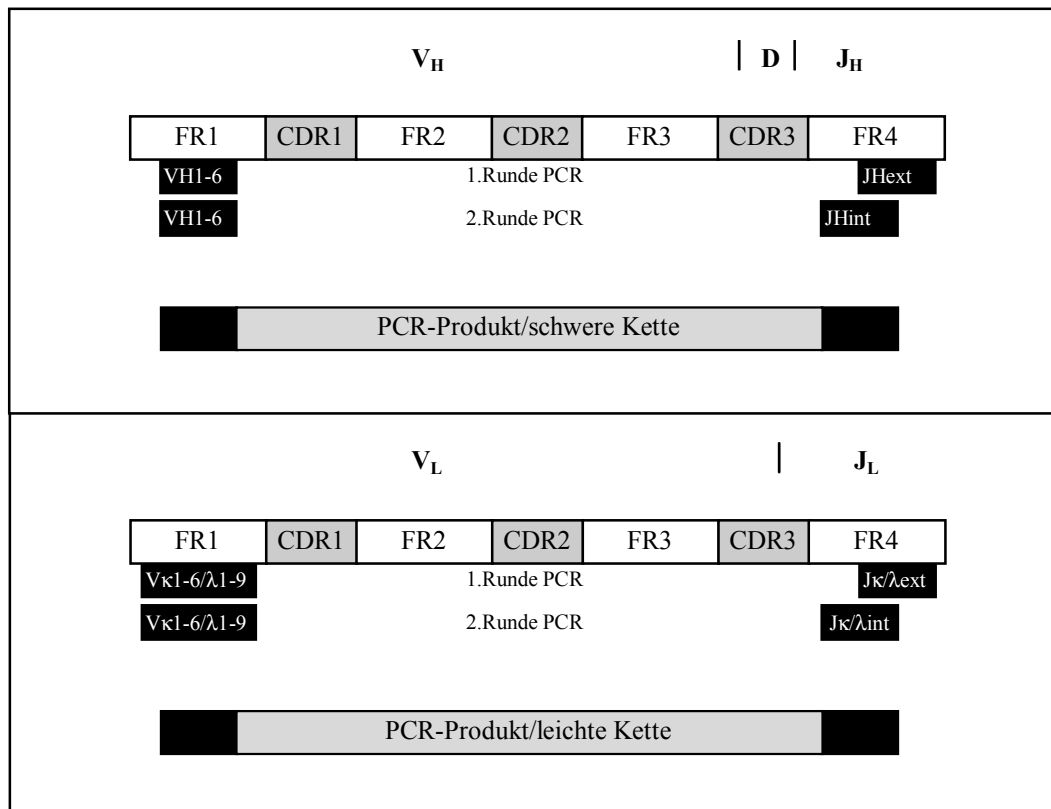 V_H | D | J_H
FR1 CDR1 FR2 CDR2 FR3 CDR3 FR4
VH1-6 1.Runde PCR JHext
VH1-6 2.Runde PCR JHint
PCR-Produkt/schwere Kette
V_L | J_L
FR1 CDR1 FR2 CDR2 FR3 CDR3 FR4
Vκ1-6/λ1-9 1.Runde PCR Jκ/λext
Vκ1-6/λ1-9 2.Runde PCR Jκ/λint
PCR-Produkt/leichte Kette